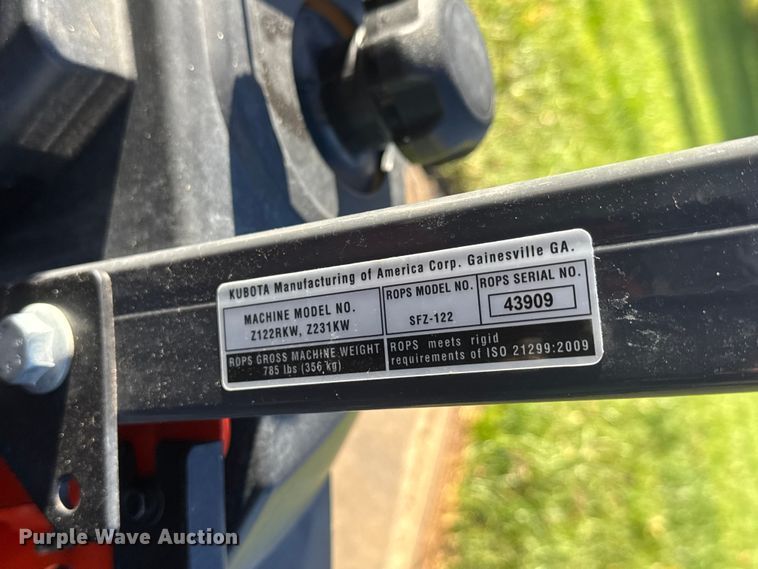 KUBOTA Manufacturing of America Corp. Gainesville GA.
MACHINE MODEL NO.
Z122RKW, Z231KW
ROPS MODEL NO.
SFZ-122
ROPS SERIAL NO.
43909
ROPS GROSS MACHINE WEIGHT
785 lbs (356 kg)
ROPS meets rigid
requirements of ISO 21299:2009
Purple Wave Auction